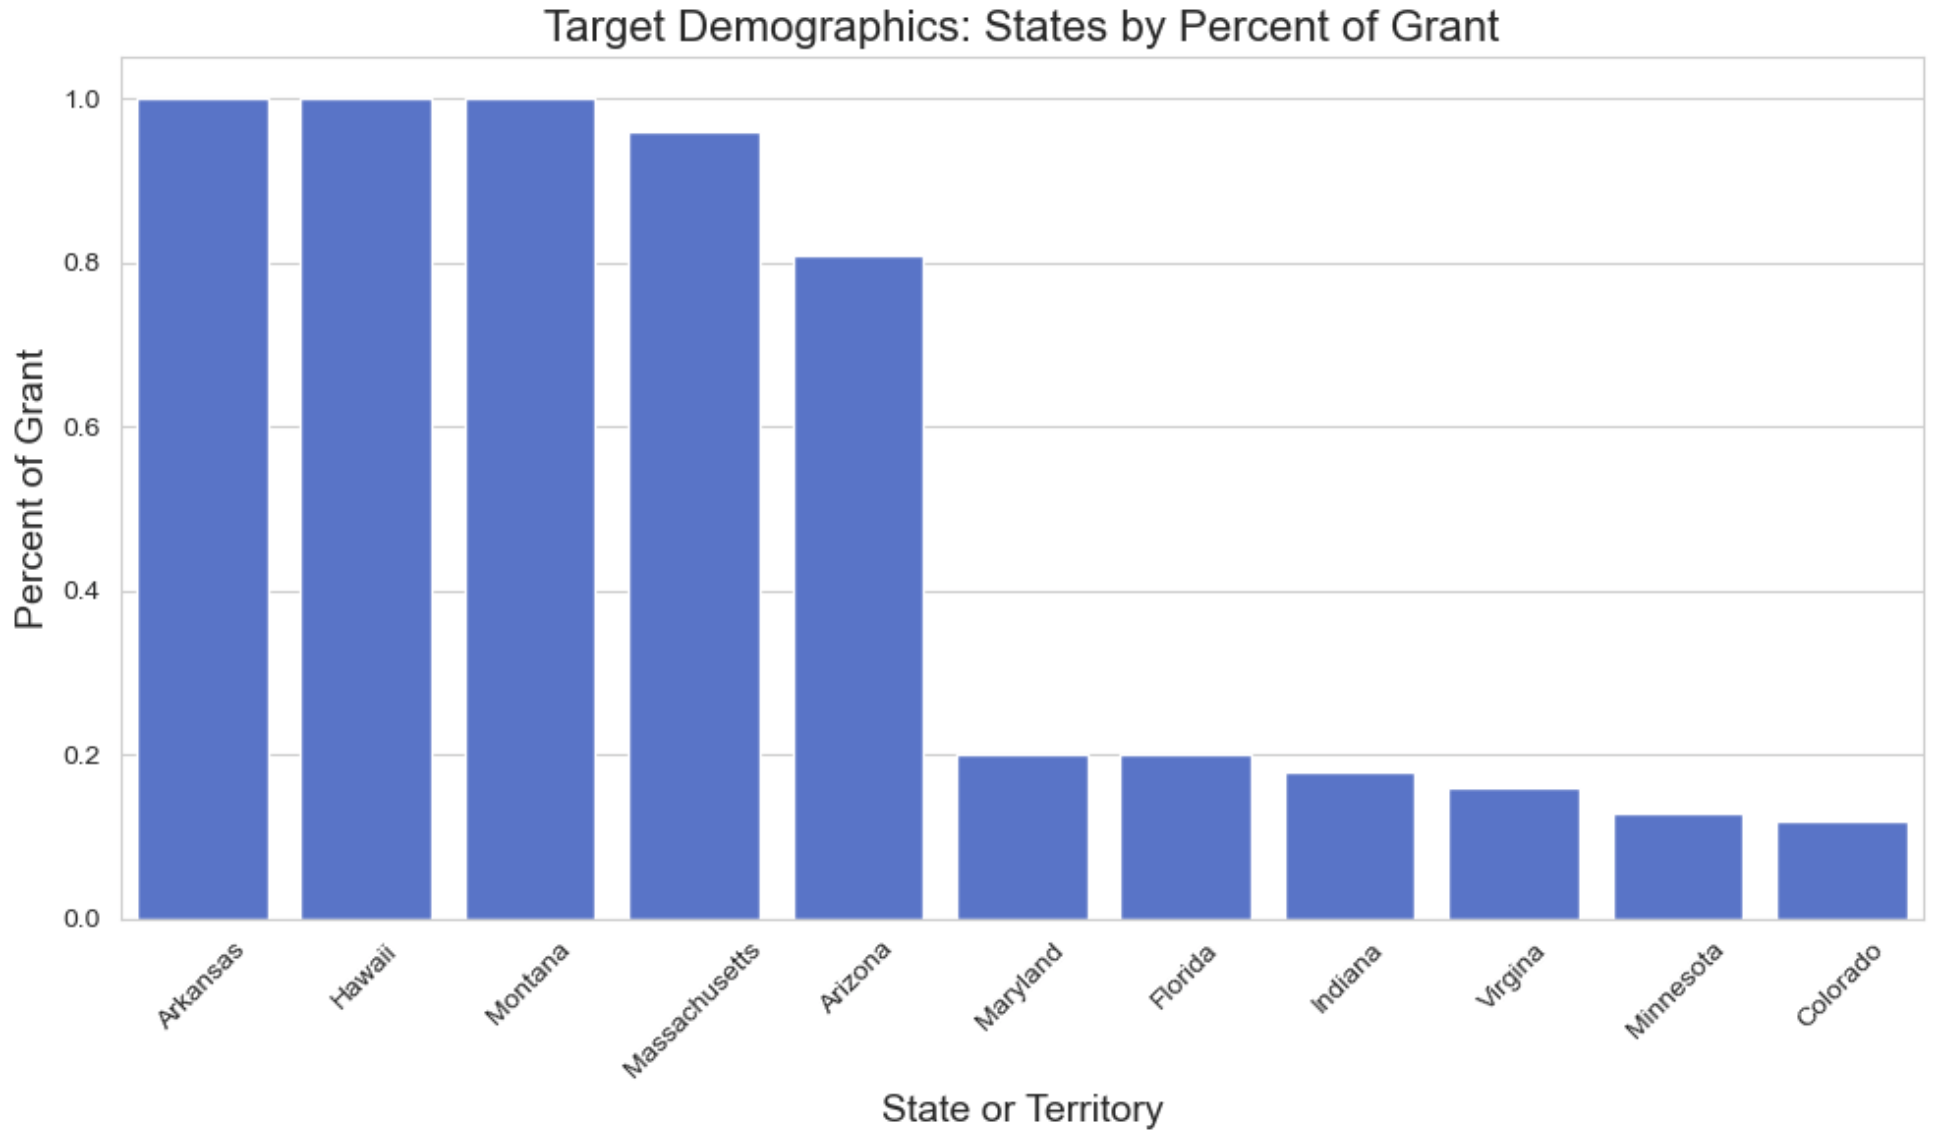 Target Demographics: States by Percent of Grant
1.0
0.8
0.6
0.4
0.2
0.0
Percent of Grant
Arkansas
Hawaii
Montana
Massachusetts
Arizona
Maryland
Florida
Indiana
Virgina
Minnesota
Colorado
State or Territory